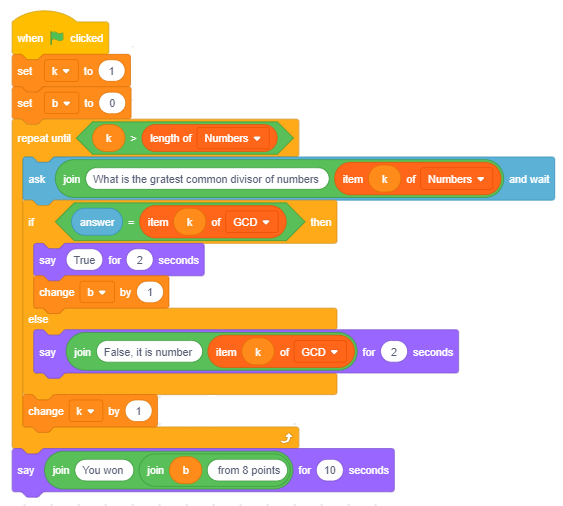 when clicked
set k to 1
set b to 0
repeat until k > length of Numbers
ask join What is the gratest common divisor of numbers item k of Numbers and wait
if answer = item k of GCD then
say True for 2 seconds
change b by 1
else
say join False, it is number item k of GCD for 2 seconds
change k by 1
say join You won join b from 8 points for 10 seconds